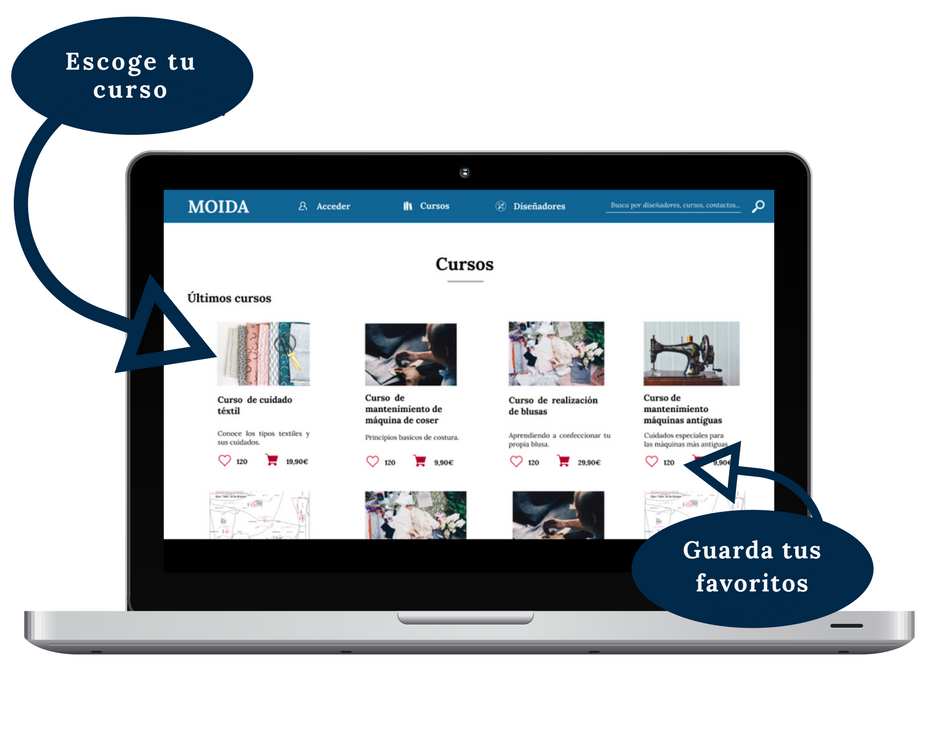 Escoge tu
curso
MOIDA
Acceder
Cursos
Diseñadores
Busca por diseñadores, cursos, contactos...
Cursos
Últimos cursos
Curso de cuidado
téxtil
Conoce los tipos textiles y
sus cuidados.
120
19,90€
Curso de
mantenimiento de
máquina de coser
Principios basicos de costura.
120
9,90€
Curso de realización
de blusas
Aprendiendo a confeccionar tu
propia blusa.
120
29,90€
Curso de
mantenimiento
máquinas antiguas
Cuidados especiales para
las máquinas más antiguas.
120
9,90€
Guarda tus
favoritos